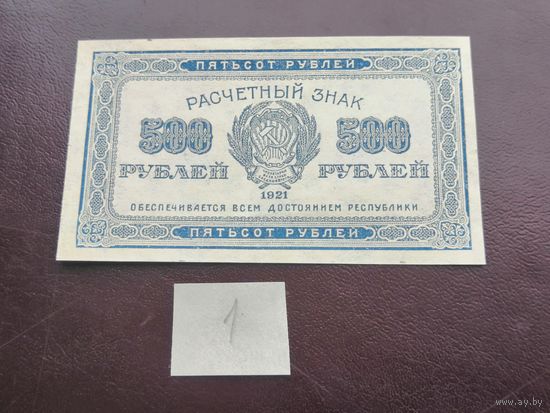 ПЯТЬСОТ РУБЛЕЙ
РАСЧЕТНЫЙ ЗНАК
500 500
РУБЛЕЙ РУБЛЕЙ
1921
ОБЕСПЕЧИВАЕТСЯ ВСЕМ ДОСТОЯНИЕМ РЕСПУБЛИКИ
ПЯТЬСОТ РУБЛЕЙ
1
www.ay.by